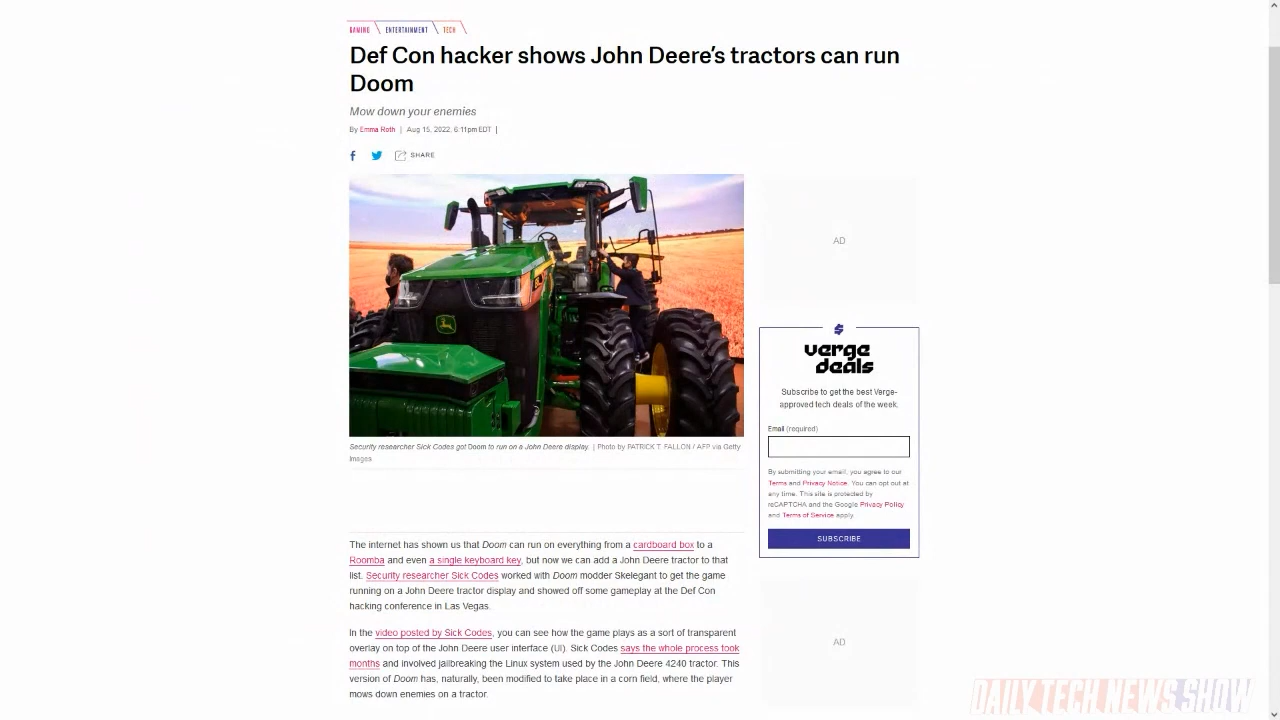 GAMING ENTERTAINMENT TECH
Def Con hacker shows John Deere's tractors can run
Doom
Mow down your enemies
By Emma Roth | Aug 15, 2022, 6:11pm EDT |
SHARE
Security researcher Sick Codes got Doom to run on a John Deere display. | Photo by PATRICK T. FALLON / AFP via Getty
Images
The internet has shown us that Doom can run on everything from a cardboard box to a
Roomba and even a single keyboard key, but now we can add a John Deere tractor to that
list. Security researcher Sick Codes worked with Doom modder Skelegant to get the game
running on a John Deere tractor display and showed off some gameplay at the Def Con
hacking conference in Las Vegas.
In the video posted by Sick Codes, you can see how the game plays as a sort of transparent
overlay on top of the John Deere user interface (UI). Sick Codes says the whole process took
months and involved jailbreaking the Linux system used by the John Deere 4240 tractor. This
version of Doom has, naturally, been modified to take place in a corn field, where the player
mows down enemies on a tractor.
AD
verge
deals
Subscribe to get the best Verge-
approved tech deals of the week.
Email (required)
By submitting your email, you agree to our
Terms and Privacy Notice. You can opt out at
any time. This site is protected by
reCAPTCHA and the Google Privacy Policy
and Terms of Service apply.
SUBSCRIBE
AD
DAILY TECH NEWS SHOW